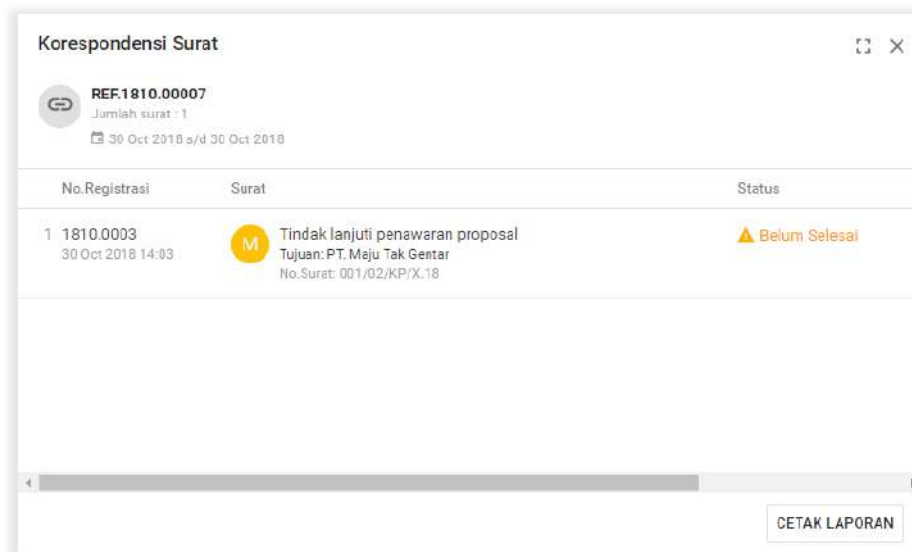 Korespondensi Surat
REF.1810.00007
Jumlah surat : 1
30 Oct 2018 s/d 30 Oct 2018
No.Registrasi Surat Status
1 1810.0003 M Tindak lanjuti penawaran proposal Belum Selesai
30 Oct 2018 14:03 Tujuan: PT. Maju Tak Gentar
No.Surat: 001/02/KP/X.18
CETAK LAPORAN